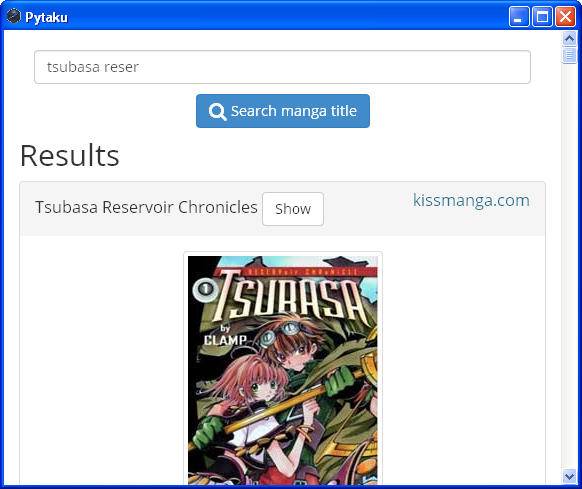 Pytaku
tsubasa reser
Search manga title
Results
Tsubasa Reservoir Chronicles Show kissmanga.com
RESERVoir CHRoNiCLE
1
TSUBASA
by
CLAMP